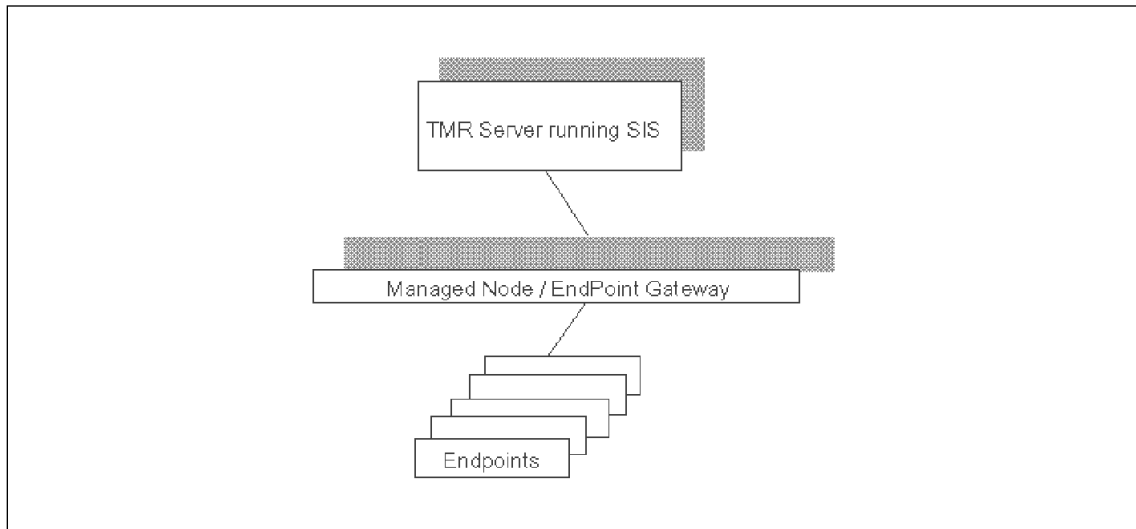 TMR Server running SIS
Managed Node / EndPoint Gateway
Endpoints